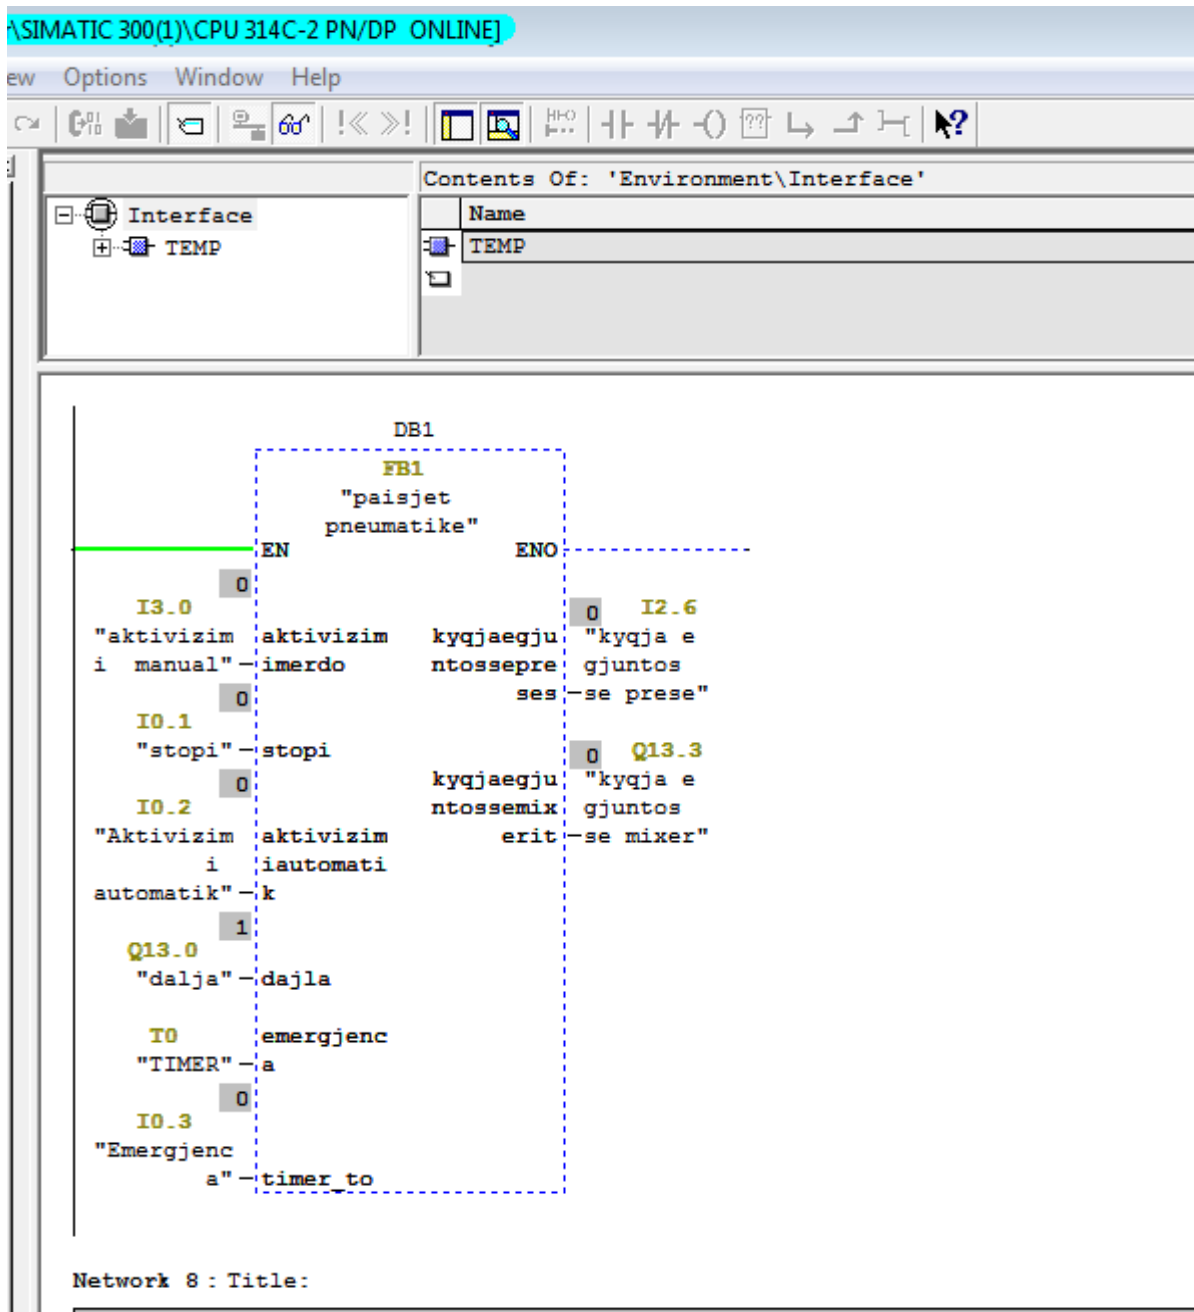 \SIMATIC 300(1)\CPU 314C-2 PN/DP ONLINE]
ew Options Window Help
Contents Of: 'Environment\Interface'
Interface
TEMP
Name
TEMP
DB1
FB1
"paisjet
pneumatike"
EN
ENO
0
I3.0
"aktivizim
i manual"
aktivizim
imerdo
0
I0.1
"stopi"
stopi
0
I0.2
"Aktivizim
i
automatik"
aktivizim
iautomati
k
1
Q13.0
"dalja"
dajla
T0
"TIMER"
emergjenc
a
0
I0.3
"Emergjenc
a"
timer_to
kyqjaegju
ntossepre
ses
0
I2.6
"kyqja e
gjuntos
se prese"
kyqjaegju
ntossemix
erit
0
Q13.3
"kyqja e
gjuntos
se mixer"
Network 8 : Title: